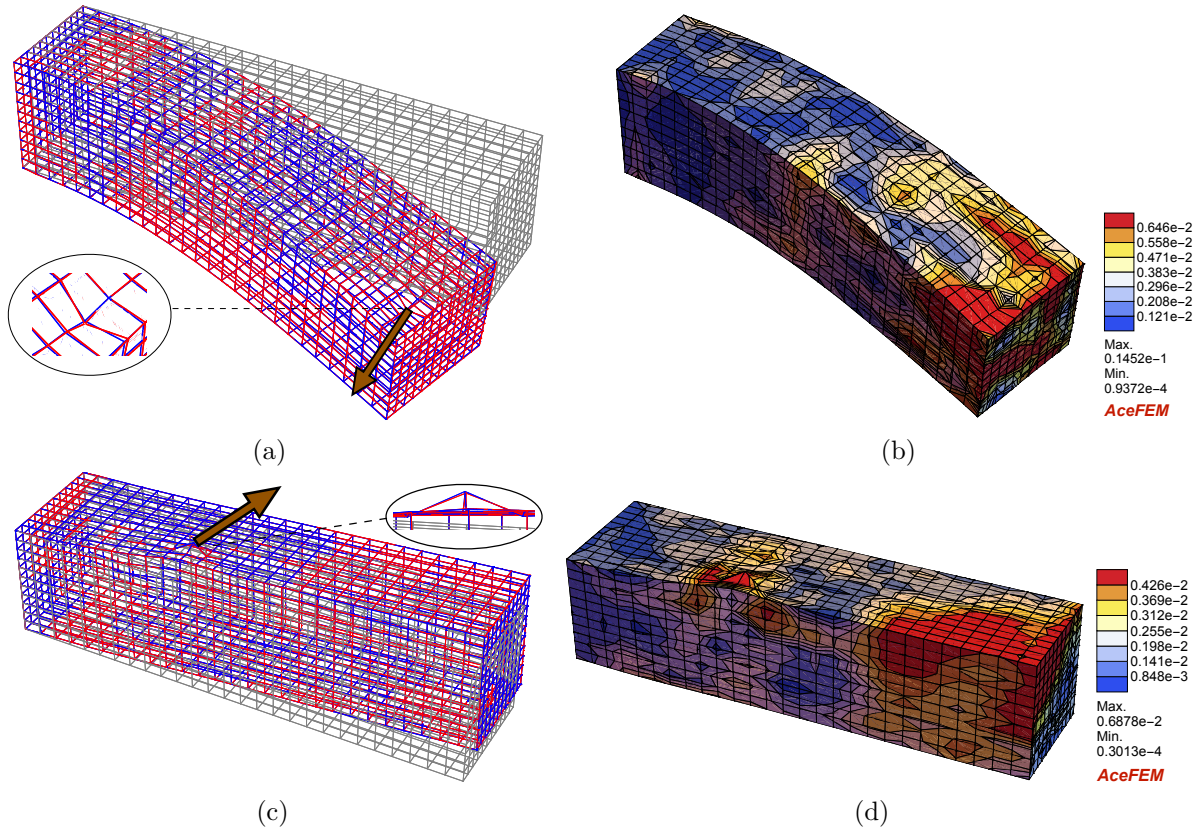 0.646e-2
0.558e-2
0.471e-2
0.383e-2
0.296e-2
0.208e-2
0.121e-2
Max.
0.1452e-1
Min.
0.9372e-4
AceFEM
(a)
(b)
0.426e-2
0.369e-2
0.312e-2
0.255e-2
0.198e-2
0.141e-2
0.848e-3
Max.
0.6878e-2
Min.
0.3013e-4
AceFEM
(c)
(d)